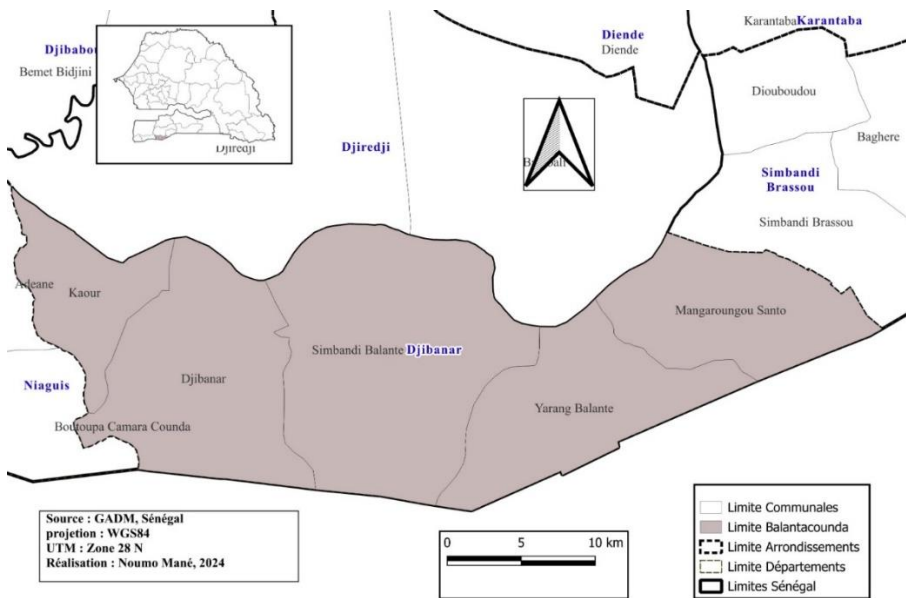 Djibabou
Bemet Bidjini
Djiredji
Djiredji
Diende
Diende
Karantaba Karantaba
Diouboudou
Baghere
Simbandi
Brassou
Simbandi Brassou
Adeane
Kaour
Mangaroungou Santo
Simbandi Balante Djibanar
Niaguis
Djibanar
Yarang Balante
Boutoupa Camara Counda
Source : GADM, Sénégal
projetion : WGS84
UTM : Zone 28 N
Réalisation : Noumo Mané, 2024
0 5 10 km
Limite Communales
Limite Balantacounda
Limite Arrondissements
Limite Départements
Limites Sénégal